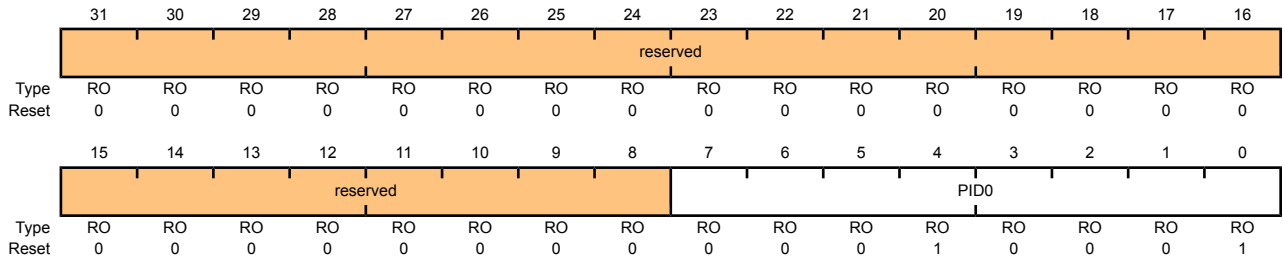 31 30 29 28 27 26 25 24 23 22 21 20 19 18 17 16
reserved
Type RO RO RO RO RO RO RO RO RO RO RO RO RO RO RO RO
Reset 0 0 0 0 0 0 0 0 0 0 0 0 0 0 0 0
15 14 13 12 11 10 9 8 7 6 5 4 3 2 1 0
reserved PID0
Type RO RO RO RO RO RO RO RO RO RO RO RO RO RO RO RO
Reset 0 0 0 0 0 0 0 0 0 0 0 1 0 0 0 1